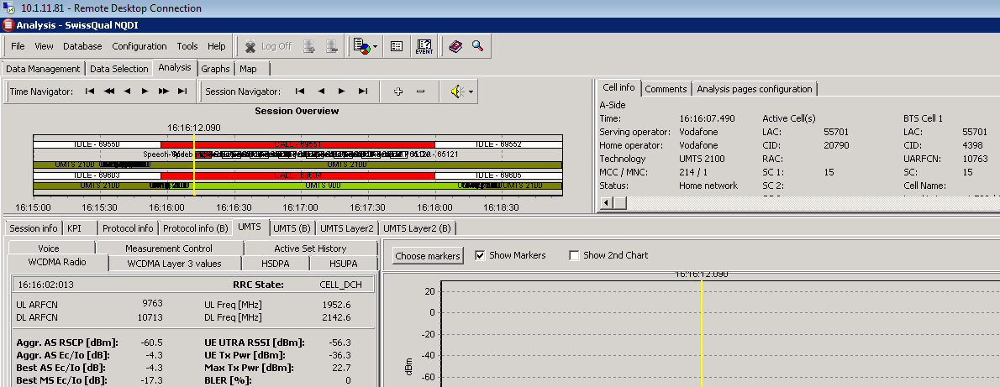 10.1.11.81 - Remote Desktop Connection
Analysis - SwissQual NQDI
File View Database Configuration Tools Help Log Off EVENT
Data Management Data Selection Analysis Graphs Map
Time Navigator: Session Navigator:
Session Overview
16:16:12.090
IDLE - 69550 CALL - 69551 IDLE - 69552
Speech- - 65121
UMTS 2100 UMTS 2100
IDLE - 69603 CALL - 69604 IDLE - 69605
UMTS 2100 UMTS 900 UMTS 2100
16:15:00 16:15:30 16:16:00 16:16:30 16:17:00 16:17:30 16:18:00 16:18:30
Cell info Comments Analysis pages configuration
A-Side
Time: 16:16:07.490 Active Cell(s) BTS Cell 1
Serving operator: Vodafone LAC: 55701 LAC: 55701
Home operator: Vodafone CID: 20790 CID: 4398
Technology UMTS 2100 RAC: UARFCN: 10763
MCC / MNC: 214 / 1 SC 1: 15 SC: 15
Status: Home network SC 2: Cell Name:
Session info KPI Protocol info Protocol info (B) UMTS UMTS (B) UMTS Layer2 UMTS Layer2 (B)
Voice Measurement Control Active Set History
WCDMA Radio WCDMA Layer 3 values HSDPA HSUPA
16:16:02:013 RRC State: CELL_DCH
UL ARFCN 9763 UL Freq [MHz] 1952.6
DL ARFCN 10713 DL Freq [MHz] 2142.6
Aggr. AS RSCP [dBm]: -60.5 UE UTRA RSSI [dBm]: -56.3
Aggr. AS Ec/Io [dB]: -4.3 UE Tx Pwr [dBm]: -36.3
Best AS Ec/Io [dB]: -4.3 Max Tx Pwr [dBm]: 22.7
Best MS Ec/Io [dB]: -17.3 BLER [%]: 0
Choose markers Show Markers Show 2nd Chart
16:16:12.090
20
0
-20
-40
-60
dBm